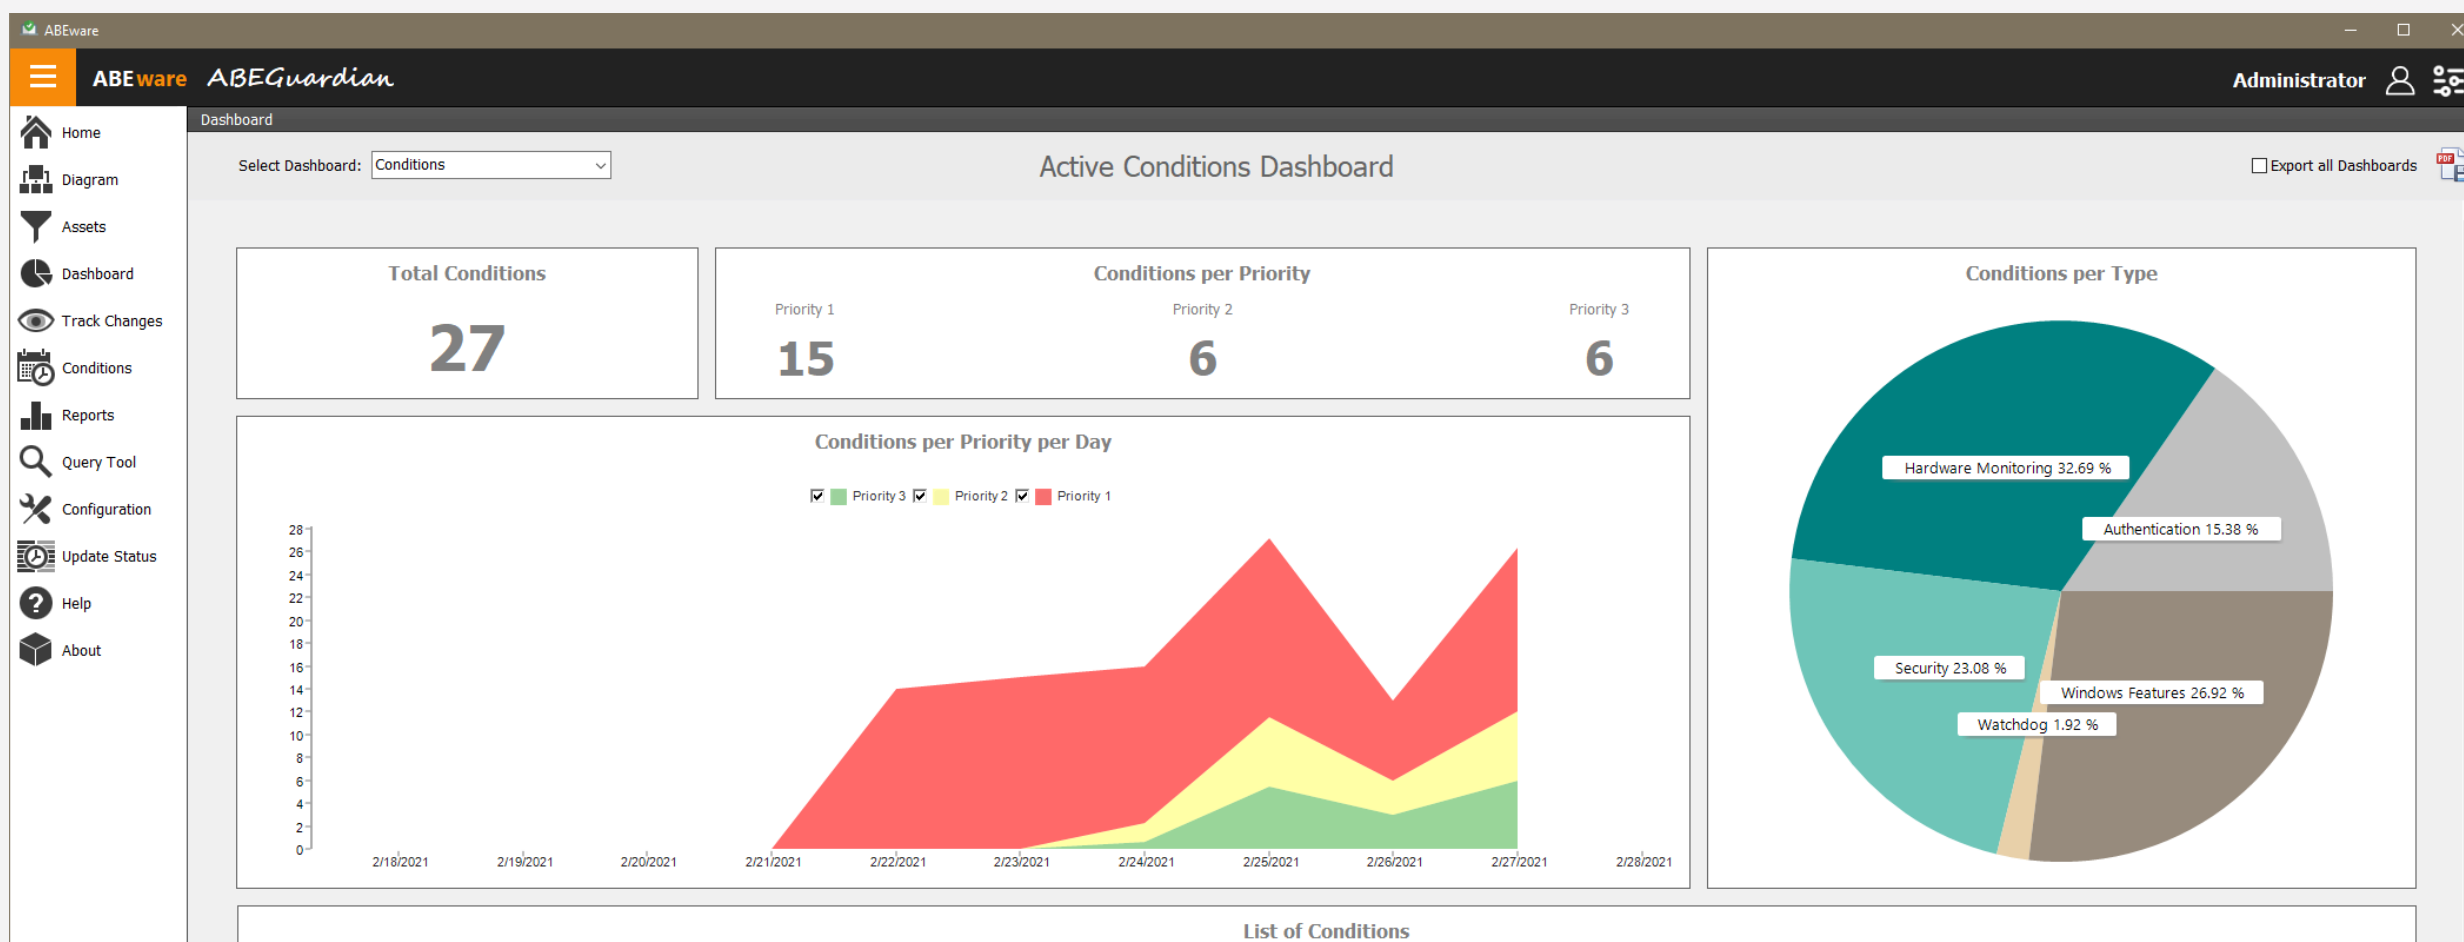 ABEware
ABEware ABEGuardian
Administrator
Home
Diagram
Assets
Dashboard
Track Changes
Conditions
Reports
Query Tool
Configuration
Update Status
Help
About
Dashboard
Select Dashboard: Conditions
Active Conditions Dashboard
Export all Dashboards
PDF
Total Conditions
27
Conditions per Priority
Priority 1
Priority 2
Priority 3
15
6
6
Conditions per Type
Hardware Monitoring 32.69 %
Authentication 15.38 %
Security 23.08 %
Windows Features 26.92 %
Watchdog 1.92 %
Conditions per Priority per Day
Priority 3
Priority 2
Priority 1
28
26
24
22
20
18
16
14
12
10
8
6
4
2
0
2/18/2021
2/19/2021
2/20/2021
2/21/2021
2/22/2021
2/23/2021
2/24/2021
2/25/2021
2/26/2021
2/27/2021
2/28/2021
List of Conditions